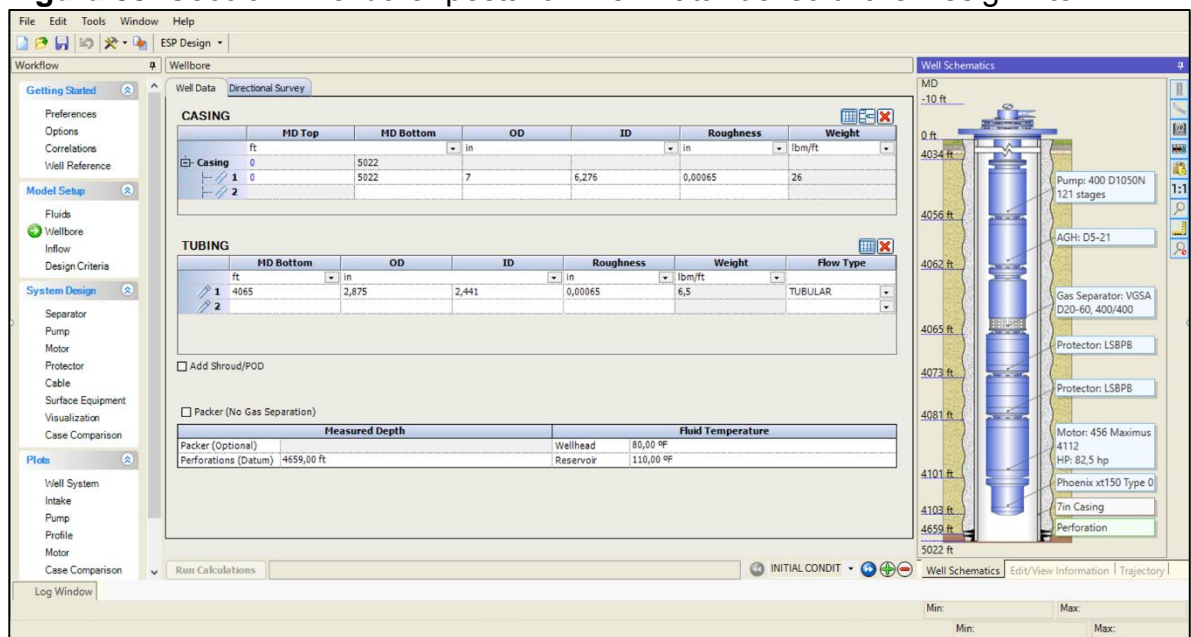 File Edit Tools Window Help
ESP Design
Workflow
Getting Started
Preferences
Options
Correlations
Well Reference
Model Setup
Fluids
Wellbore
Inflow
Design Criteria
System Design
Separator
Pump
Motor
Protector
Cable
Surface Equipment
Visualization
Case Comparison
Plots
Well System
Intake
Pump
Profile
Motor
Case Comparison
Log Window
Wellbore
Well Data Directional Survey
CASING
MD Top MD Bottom OD ID Roughness Weight
ft in in lbm/ft
Casing 0 5022
1 0 5022 7 6,276 0,00065 26
2
TUBING
MD Bottom OD ID Roughness Weight Flow Type
ft in in lbm/ft
1 4065 2,875 2,441 0,00065 6,5 TUBULAR
2
Add Shroud/POD
Packer (No Gas Separation)
Measured Depth Fluid Temperature
Packer (Optional) Wellhead 80,00 ºF
Perforations (Datum) 4659,00 ft Reservoir 110,00 ºF
Run Calculations INITIAL CONDIT
Well Schematics
MD
-10 ft
0 ft
4034 ft
Pump: 400 D1050N
121 stages
4056 ft
AGH: D5-21
4062 ft
Gas Separator: VGSA
D20-60, 400/400
4065 ft
Protector: LSBPB
4073 ft
Protector: LSBPB
4081 ft
Motor: 456 Maximus
4112
HP: 82,5 hp
4101 ft
Phoenix xt150 Type 0
4103 ft
7in Casing
4659 ft
Perforation
5022 ft
1:1
Well Schematics Edit/View Information Trajectory
Min: Max:
Min: Max: